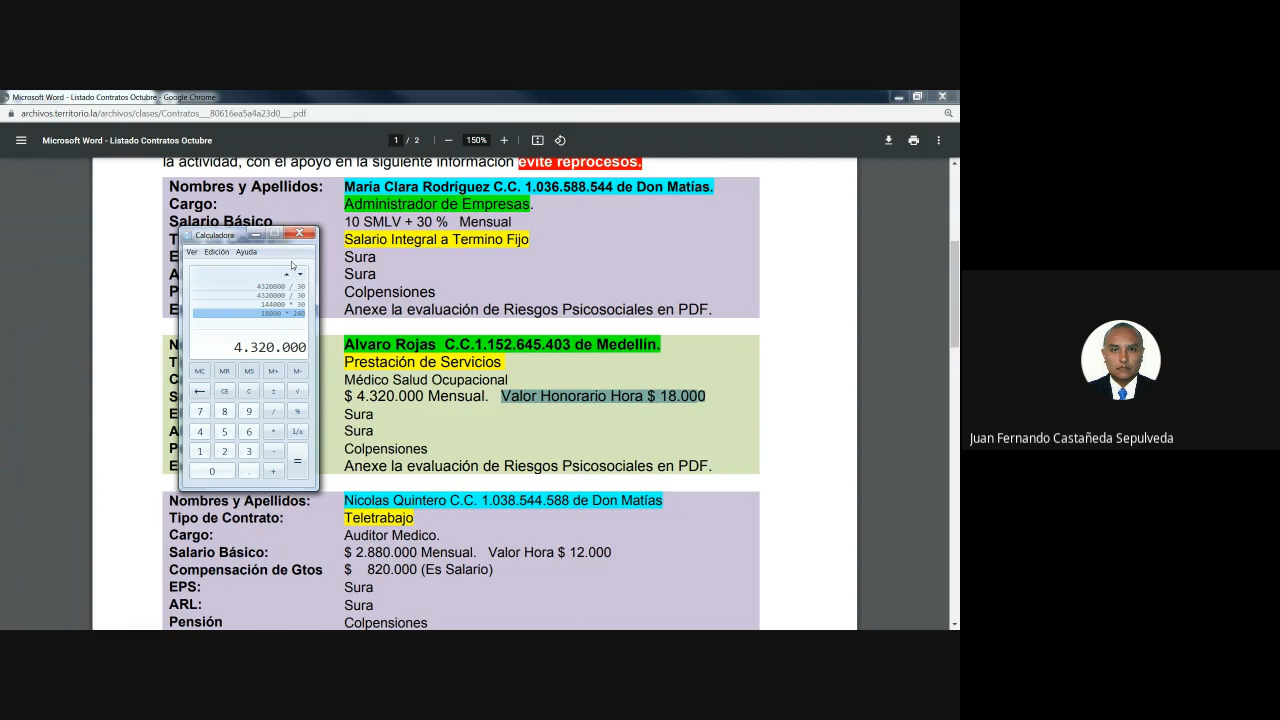 Microsoft Word - Listado Contratos Octubre - Google Chrome
archivos.territorio.la/archivos/clases/Contratos__80616ea5a4a23d0__.pdf
Microsoft Word - Listado Contratos Octubre
1 / 2
150%
la actividad, con el apoyo en la siguiente información evite reprocesos.
Nombres y Apellidos: María Clara Rodríguez C.C. 1.036.588.544 de Don Matías.
Cargo: Administrador de Empresas.
Salario Básico 10 SMLV + 30 % Mensual
Salario Integral a Termino Fijo
Sura
Sura
Colpensiones
Anexe la evaluación de Riesgos Psicosociales en PDF.
Calculadora
Ver Edición Ayuda
4320000 / 30
4320000 / 30
144000 * 30
18000 * 240
4.320.000
MC MR MS M+ M-
← CE C ± √
7 8 9 / %
4 5 6 * 1/x
1 2 3 - =
0 . +
Alvaro Rojas C.C.1.152.645.403 de Medellín.
Prestación de Servicios
Médico Salud Ocupacional
$ 4.320.000 Mensual. Valor Honorario Hora $ 18.000
Sura
Sura
Colpensiones
Anexe la evaluación de Riesgos Psicosociales en PDF.
Nombres y Apellidos: Nicolas Quintero C.C. 1.038.544.588 de Don Matías
Tipo de Contrato: Teletrabajo
Cargo: Auditor Medico.
Salario Básico: $ 2.880.000 Mensual. Valor Hora $ 12.000
Compensación de Gtos $ 820.000 (Es Salario)
EPS: Sura
ARL: Sura
Pensión Colpensiones
Juan Fernando Castañeda Sepulveda